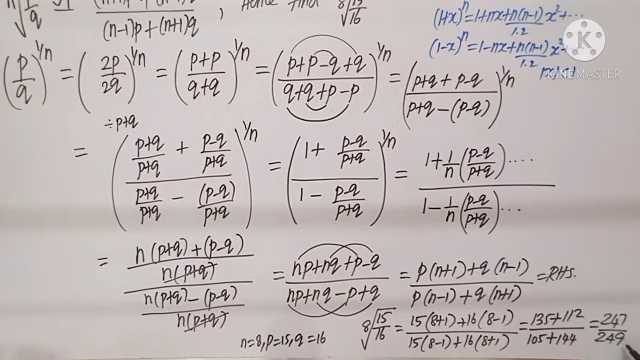 ⁿ√(p/q) = ((n+1)p+(n-1)q)/((n-1)p+(n+1)q), Hence find ⁸√(15/16)
(1+x)ⁿ = 1+nx+n(n-1)/1.2 x²+...
(1-x)ⁿ = 1-nx+n(n-1)/1.2 x²
KINEMASTER
(p/q)^(1/n) = (2p/2q)^(1/n) = ((p+p)/(q+q))^(1/n) = ((p+p-q+q)/(q+q+p-p))^(1/n) = ((p+q+p-q)/(p+q-(p-q)))^(1/n)
÷p+q
= (((p+q)/(p+q) + (p-q)/(p+q))/((p+q)/(p+q) - (p-q)/(p+q)))^(1/n) = ((1+(p-q)/(p+q))/(1-(p-q)/(p+q)))^(1/n) = (1+1/n((p-q)/(p+q))....)/(1-1/n((p-q)/(p+q))...)
= ((n(p+q)+(p-q))/(n(p+q)))/((n(p+q)-(p-q))/(n(p+q))) = (np+nq+p-q)/(np+nq-p+q) = (p(n+1)+q(n-1))/(p(n-1)+q(n+1)) = RHS.
n=8, p=15, q=16
⁸√(15/16) = (15(8+1)+16(8-1))/(15(8-1)+16(8+1)) = (135+112)/(105+144) = 247/249